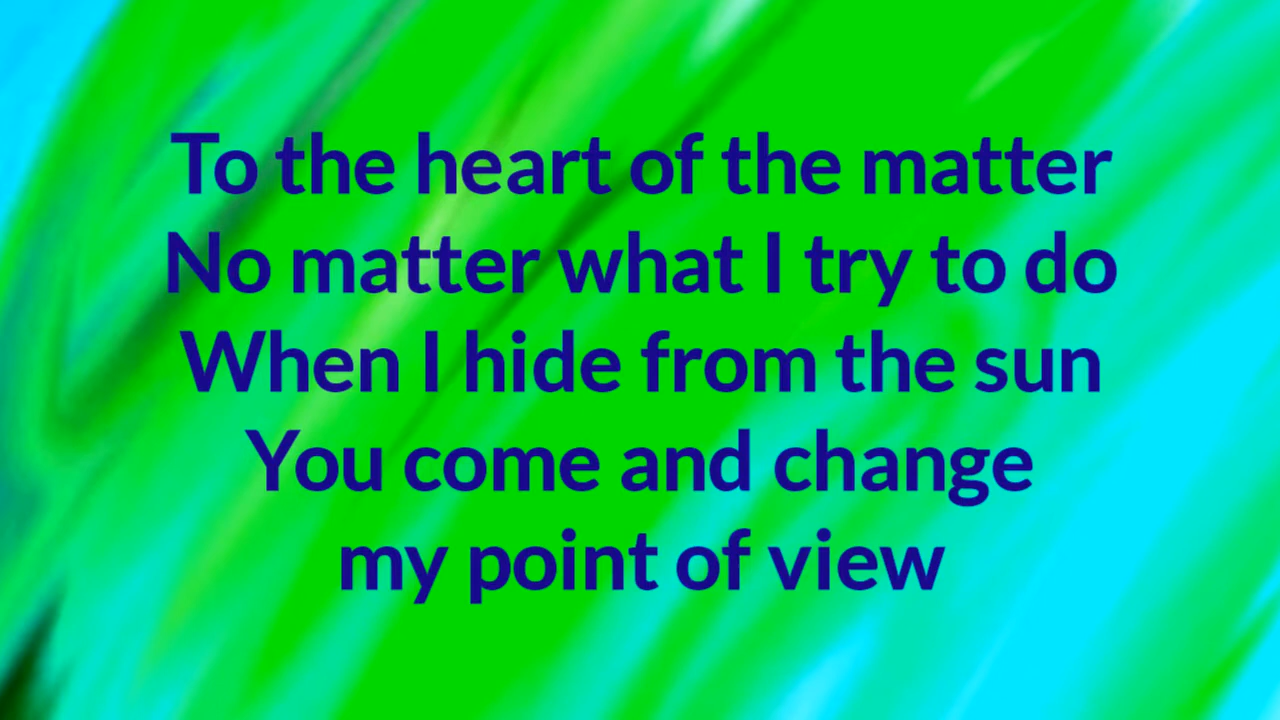 To the heart of the matter
No matter what I try to do
When I hide from the sun
You come and change
my point of view